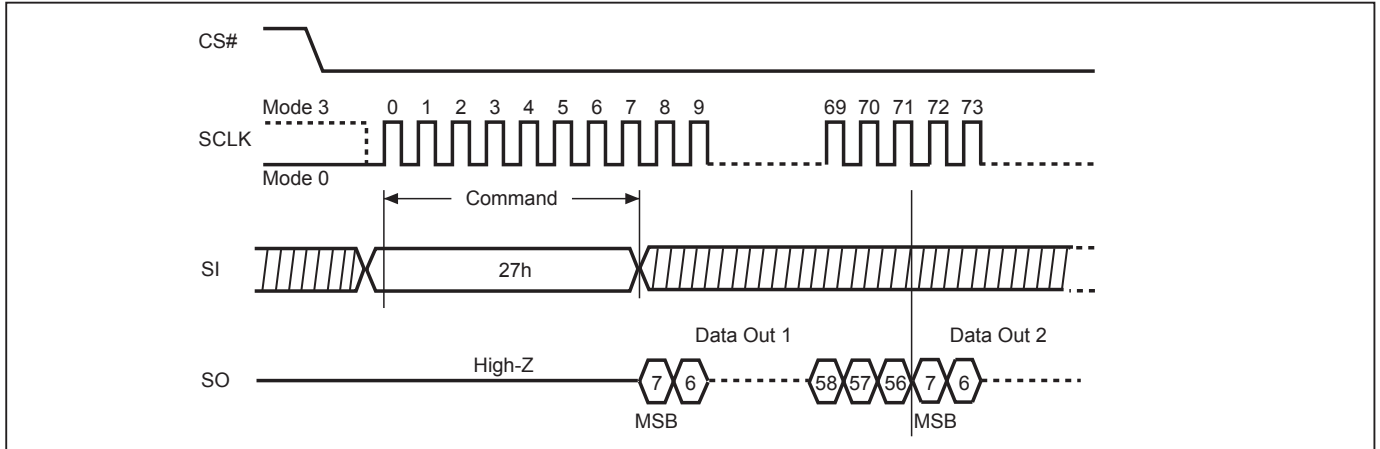 CS#
Mode 3 0 1 2 3 4 5 6 7 8 9 69 70 71 72 73
SCLK
Mode 0
Command
SI 27h
Data Out 1 Data Out 2
SO High-Z 7 6 58 57 56 7 6
MSB MSB